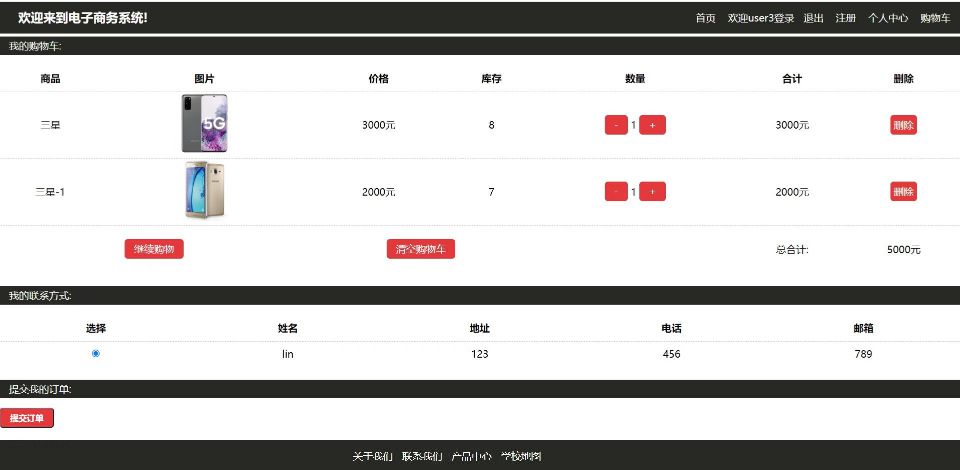 欢迎来到电子商务系统! 首页 欢迎user3登录 退出 注册 个人中心 购物车
我的购物车:
商品 图片 价格 库存 数量 合计 删除
三星 5G 3000元 8 - 1 + 3000元 删除
三星-1 2000元 7 - 1 + 2000元 删除
继续购物 清空购物车 总合计: 5000元
我的联系方式:
选择 姓名 地址 电话 邮箱
lin 123 456 789
提交我的订单:
提交订单
关于我们 联系我们 产品中心 学校地图